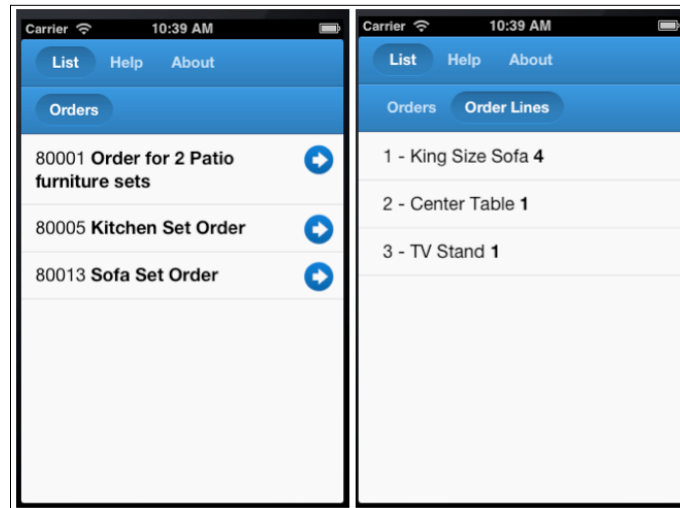 Carrier 10:39 AM
List Help About
Orders
80001 Order for 2 Patio
furniture sets
80005 Kitchen Set Order
80013 Sofa Set Order
Carrier 10:39 AM
List Help About
Orders Order Lines
1 - King Size Sofa 4
2 - Center Table 1
3 - TV Stand 1